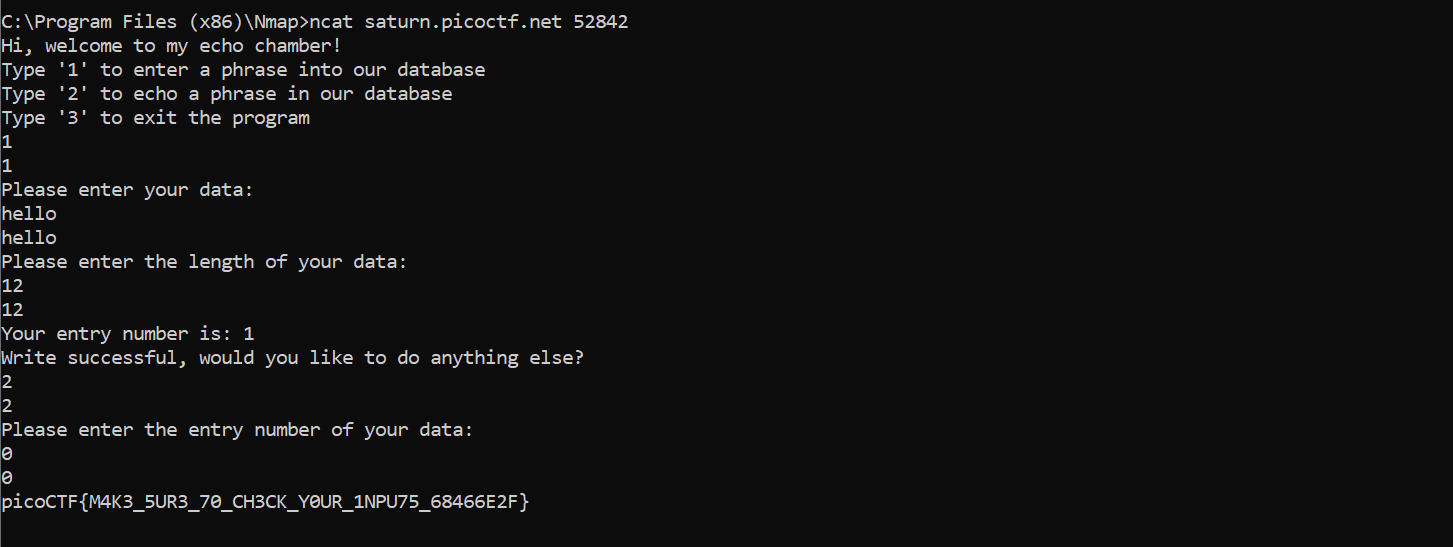 C:\Program Files (x86)\Nmap>ncat saturn.picoctf.net 52842
Hi, welcome to my echo chamber!
Type '1' to enter a phrase into our database
Type '2' to echo a phrase in our database
Type '3' to exit the program
1
1
Please enter your data:
hello
hello
Please enter the length of your data:
12
12
Your entry number is: 1
Write successful, would you like to do anything else?
2
2
Please enter the entry number of your data:
0
0
picoCTF{M4K3_5UR3_70_CH3CK_Y0UR_1NPU75_68466E2F}